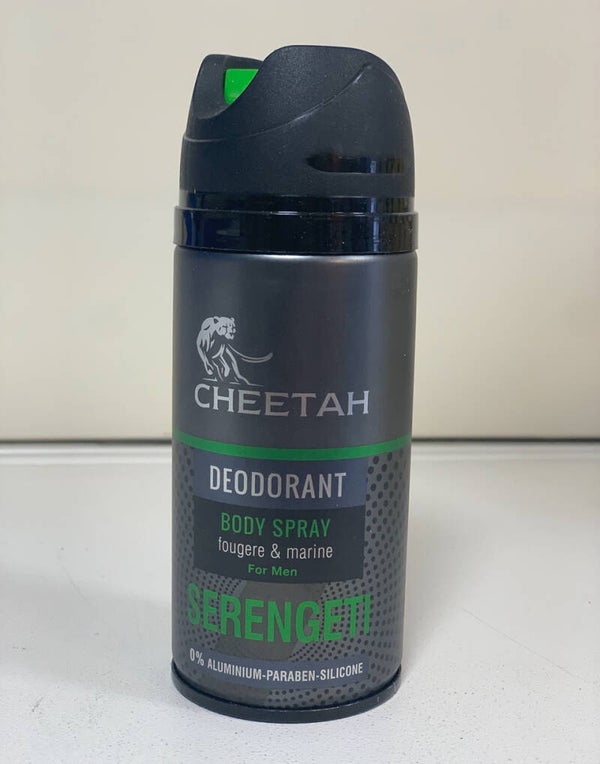 CHEETAH
DEODORANT
BODY SPRAY
fougere & marine
For Men
SERENGETI
0% ALUMINIUM-PARABEN-SILICONE